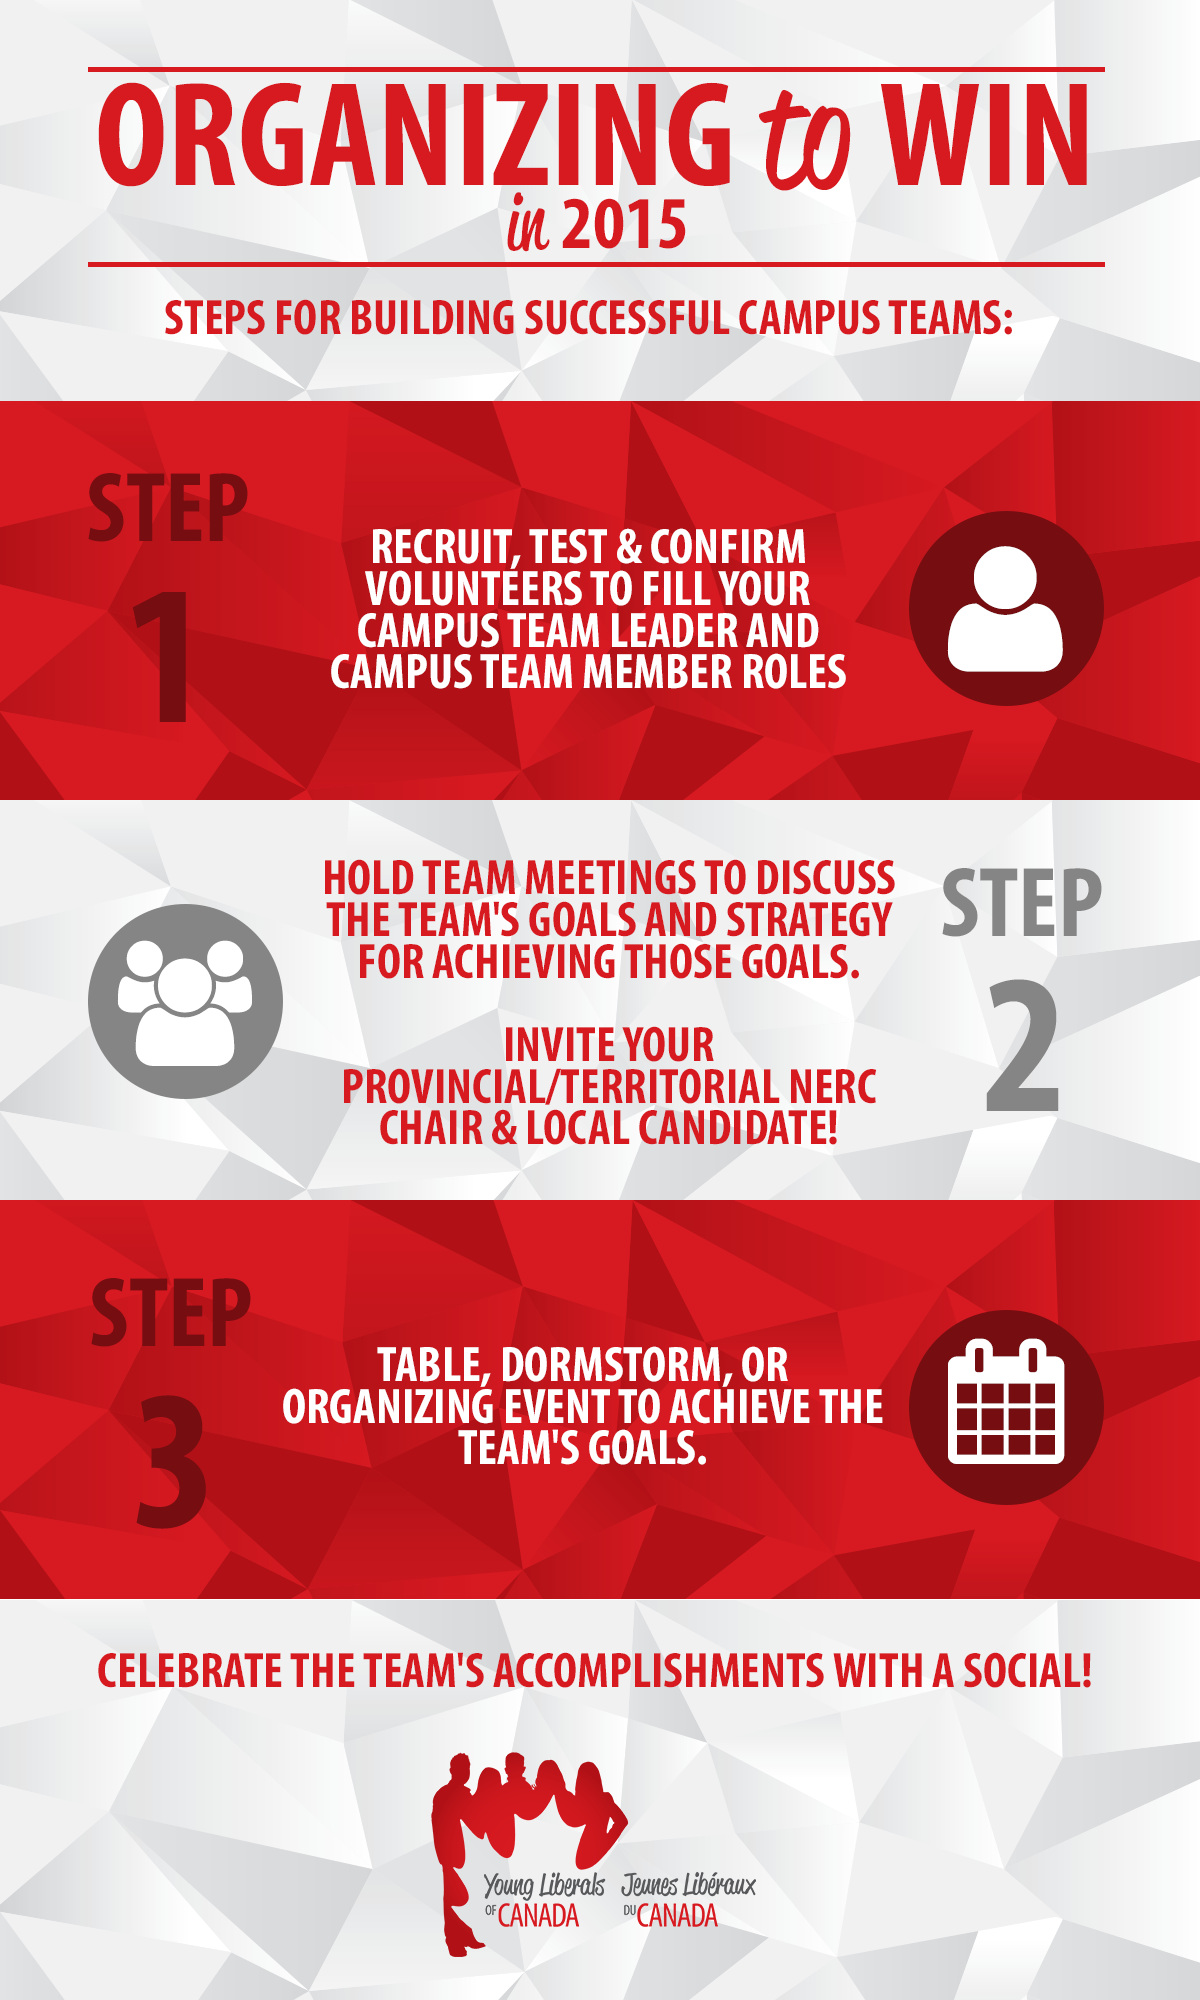 ORGANIZING to WIN
in 2015
STEPS FOR BUILDING SUCCESSFUL CAMPUS TEAMS:
STEP
1
RECRUIT, TEST & CONFIRM
VOLUNTEERS TO FILL YOUR
CAMPUS TEAM LEADER AND
CAMPUS TEAM MEMBER ROLES
STEP
2
HOLD TEAM MEETINGS TO DISCUSS
THE TEAM'S GOALS AND STRATEGY
FOR ACHIEVING THOSE GOALS.
INVITE YOUR
PROVINCIAL/TERRITORIAL NERC
CHAIR & LOCAL CANDIDATE!
STEP
3
TABLE, DORMSTORM, OR
ORGANIZING EVENT TO ACHIEVE THE
TEAM'S GOALS.
CELEBRATE THE TEAM'S ACCOMPLISHMENTS WITH A SOCIAL!
Young Liberals
OF CANADA
Jeunes Libéraux
DU CANADA